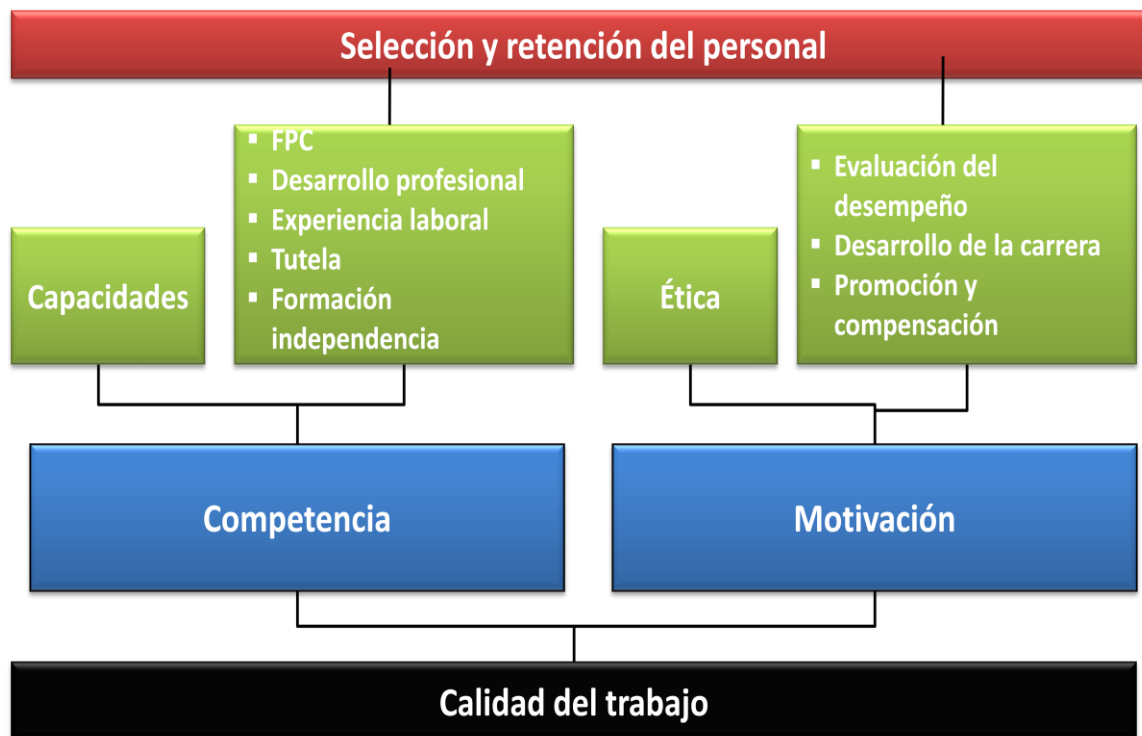 Selección y retención del personal
▪ FPC
▪ Desarrollo profesional
▪ Experiencia laboral
▪ Tutela
▪ Formación
independencia
▪ Evaluación del
desempeño
▪ Desarrollo de la carrera
▪ Promoción y
compensación
Capacidades
Ética
Competencia
Motivación
Calidad del trabajo